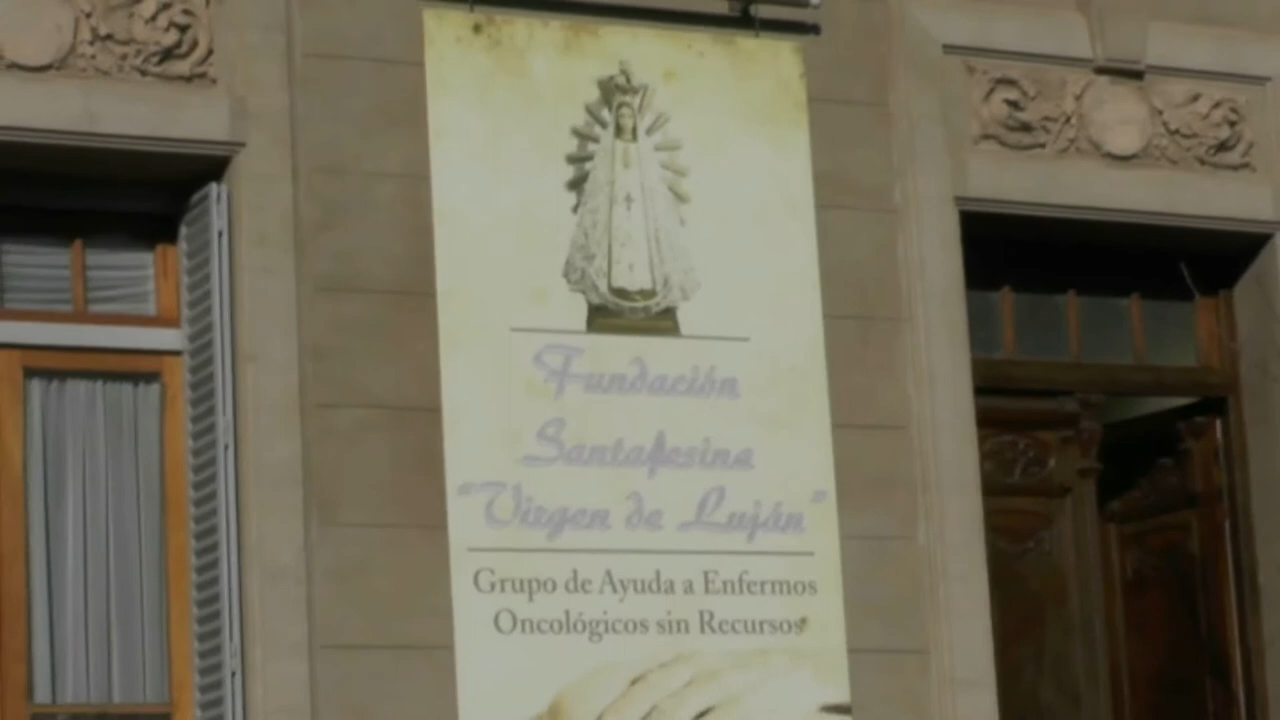 Fundación
Santafesina
"Virgen de Luján"
Grupo de Ayuda a Enfermos
Oncológicos sin Recursos